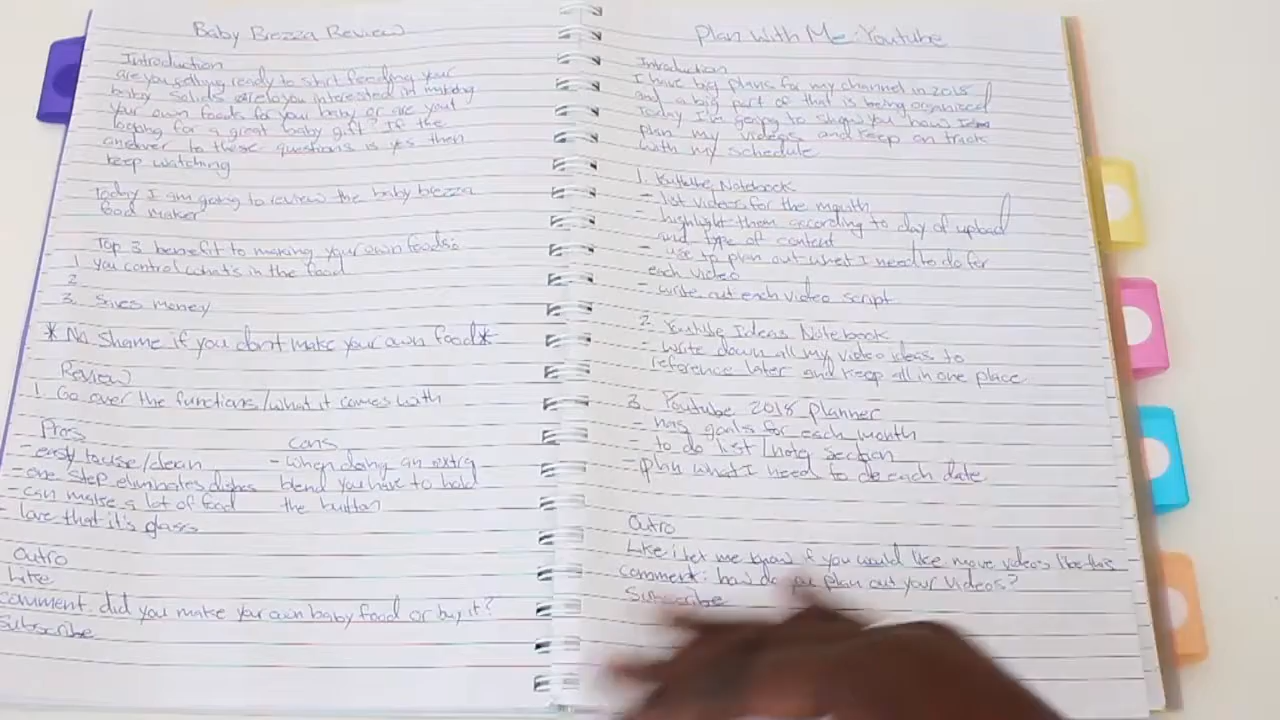 Baby Brezza Review
Introduction
are you getting ready to start feeding your
baby solids are you interested in making
your own foods for your baby or are you
looking for a great baby gift? If the
answer to these questions is yes then
keep watching
Today I am going to review the baby brezza
food maker
Top 3 benefit to making your own foods:
1 you control what's in the food
2
3. Saves money
*No shame if you don't make your own food*
Review
1. Go over the functions/what it comes with
Pros
- easy to use/clean
- one step eliminates dishes
- can make a lot of food
- love that it's glass
cons
- when doing an extra
blend you have to hold
the button
Outro
Like
comment: did you make your own baby food or buy it?
Subscribe
Plan With Me: Youtube
Introduction
I have big plans for my channel in 2018
and a big part of that is being organised
Today I'm going to show you how I
plan my videos and keep on track
with my schedule
1. Youtube Notebook
- list videos for the month
- highlight them according to day of upload
and type of content
- use to plan out what I need to do for
each video
- write out each video script
2. Youtube Ideas Notebook
- Write down all my video ideas to
reference later and keep all in one place
3. Youtube 2018 planner
- has goals for each month
- to do list/note section
- plan what I need to do each date
Outro
Like: let me know if you would like more videos like this
comment: how do you plan out your videos?
Subscribe